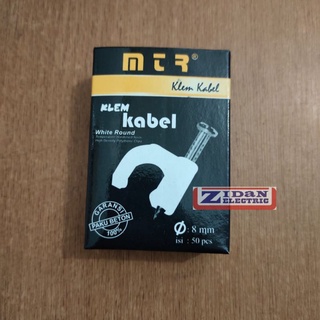 MTR®
Klem Kabel
KLEM
kabel
White Round
GARANSI
PAKU BETON
100%
ZIDAN
ELECTRIC
Ø : 8 mm
isi : 50 pcs